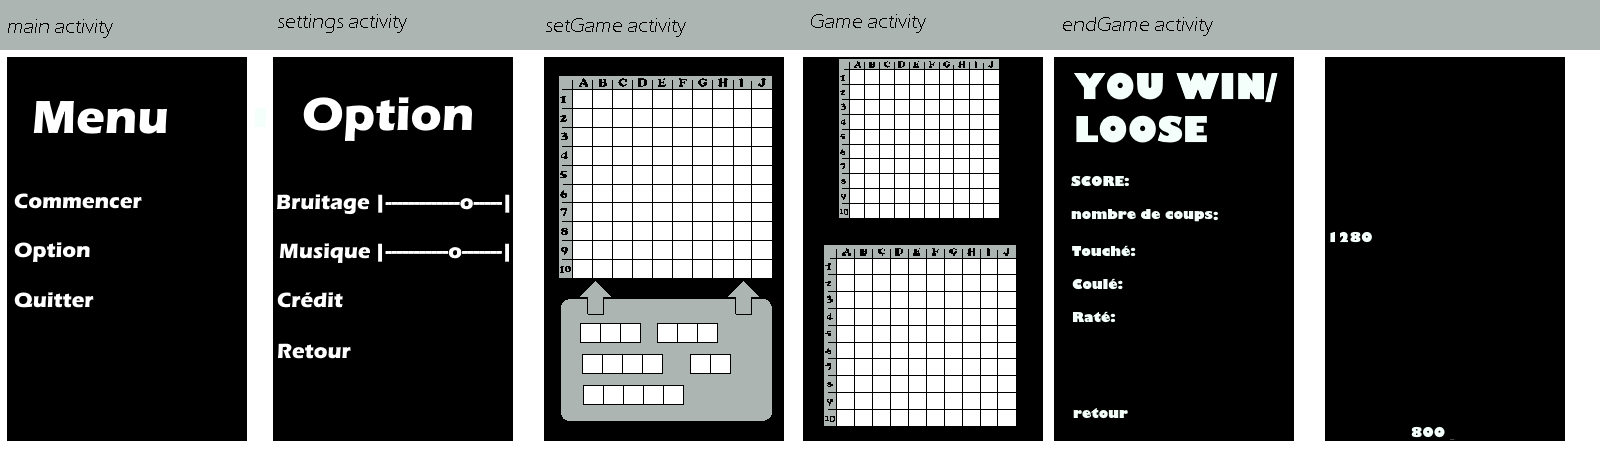 main activity
settings activity
setGame activity
Game activity
endGame activity
Menu
Commencer
Option
Quitter
Option
Bruitage |-----------o-----|
Musique |----------o------|
Crédit
Retour
A B C D E F G H I J
1
2
3
4
5
6
7
8
9
10
A B C D E F G H I J
1
2
3
4
5
6
7
8
9
10
A B C D E F G H I J
1
2
3
4
5
6
7
8
9
10
YOU WIN/
LOOSE
SCORE:
nombre de coups:
Touché:
Coulé:
Raté:
retour
1280
800